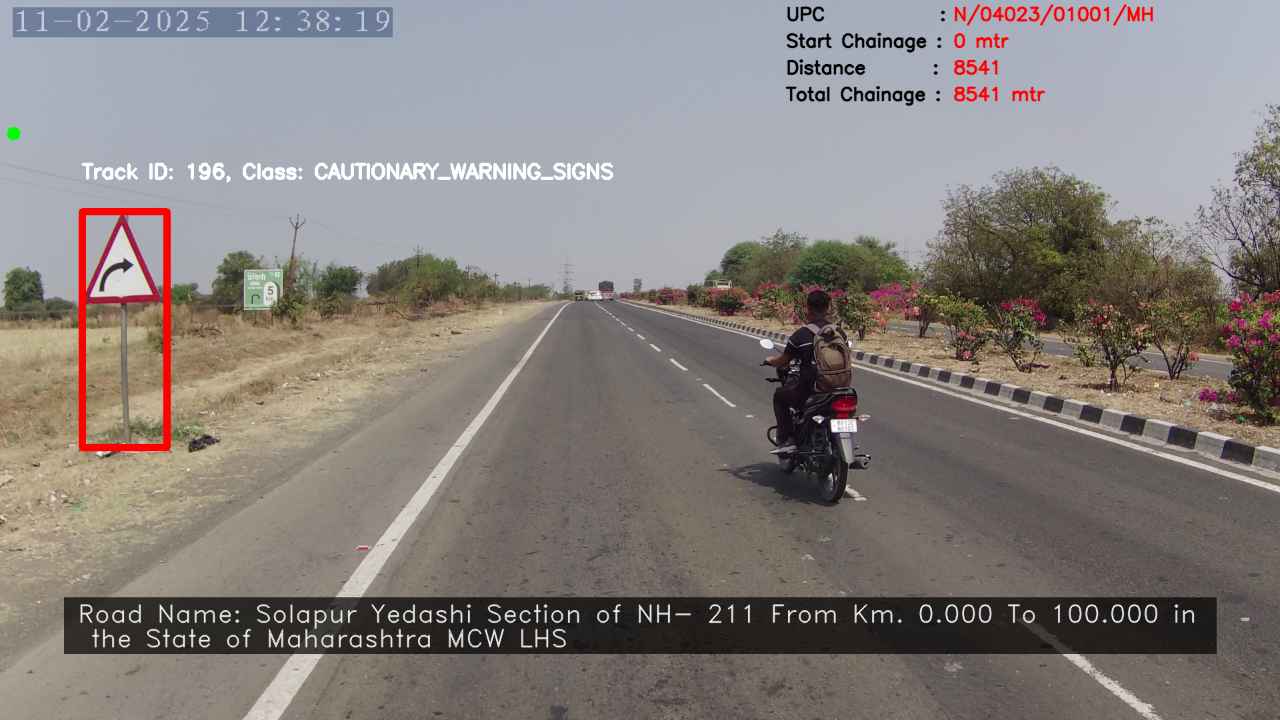 11-02-2025 12:38:19
UPC : N/04023/01001/MH
Start Chainage : 0 mtr
Distance : 8541
Total Chainage : 8541 mtr
Track ID: 196, Class: CAUTIONARY_WARNING_SIGNS
5
Road Name: Solapur Yedashi Section of NH- 211 From Km. 0.000 To 100.000 in
the State of Maharashtra MCW LHS